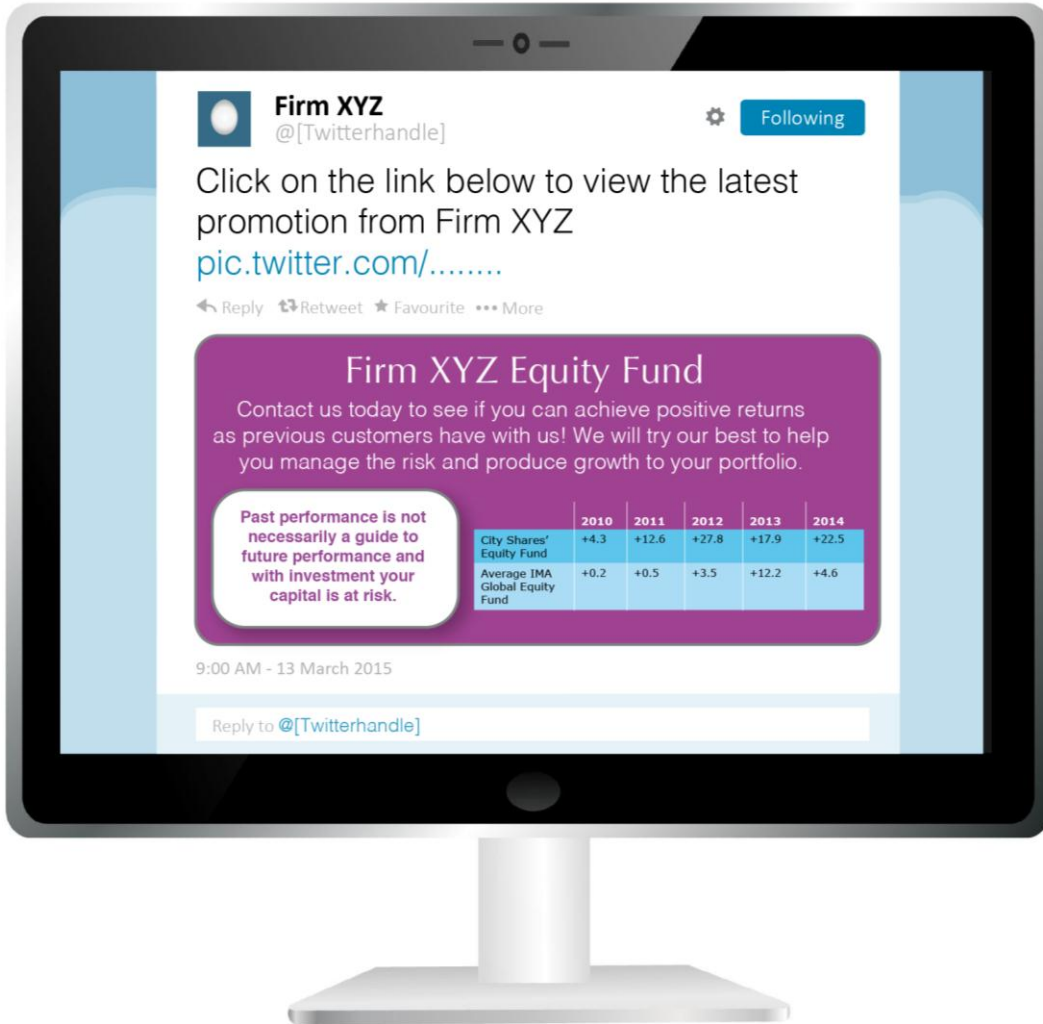 Firm XYZ
@[Twitterhandle]
Following
Click on the link below to view the latest
promotion from Firm XYZ
pic.twitter.com/........
Reply Retweet Favourite ••• More
Firm XYZ Equity Fund
Contact us today to see if you can achieve positive returns
as previous customers have with us! We will try our best to help
you manage the risk and produce growth to your portfolio.
Past performance is not
necessarily a guide to
future performance and
with investment your
capital is at risk.
2010 2011 2012 2013 2014
City Shares' +4.3 +12.6 +27.8 +17.9 +22.5
Equity Fund
Average IMA +0.2 +0.5 +3.5 +12.2 +4.6
Global Equity
Fund
9:00 AM - 13 March 2015
Reply to @[Twitterhandle]